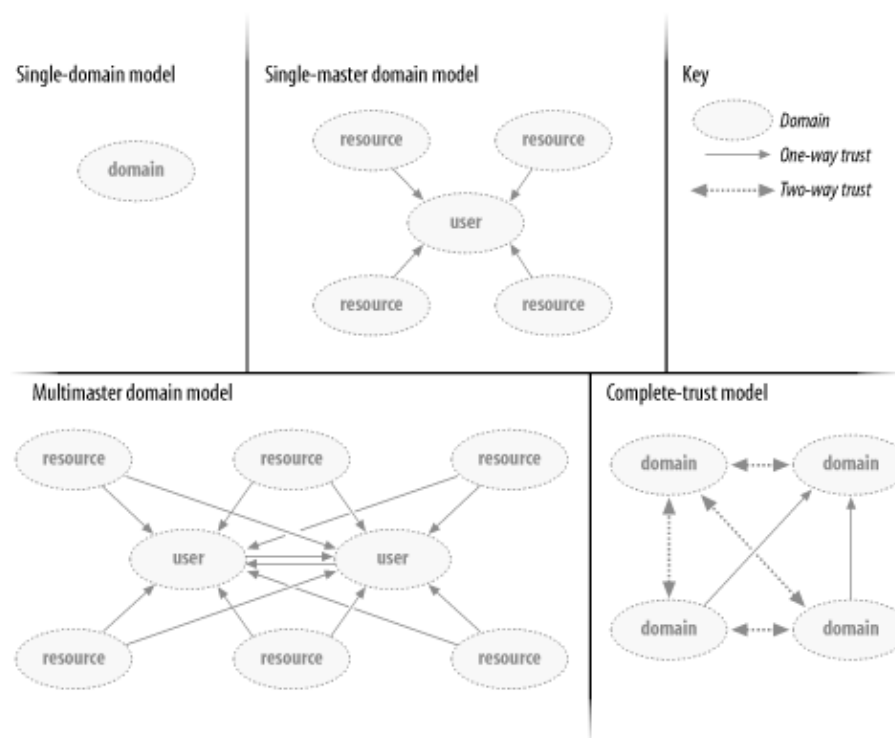 Single-domain model
domain
Single-master domain model
resource
resource
user
resource
resource
Key
Domain
One-way trust
Two-way trust
Multimaster domain model
resource
resource
resource
user
user
resource
resource
resource
Complete-trust model
domain
domain
domain
domain